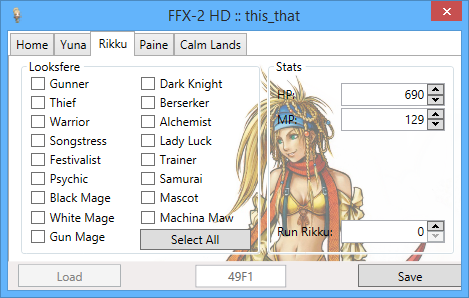 FFX-2 HD :: this_that
Home Yuna Rikku Paine Calm Lands
Looksfere
Gunner
Thief
Warrior
Songstress
Festivalist
Psychic
Black Mage
White Mage
Gun Mage
Dark Knight
Berserker
Alchemist
Lady Luck
Trainer
Samurai
Mascot
Machina Maw
Select All
Stats
HP: 690
MP: 129
Run Rikku: 0
Load 49F1 Save